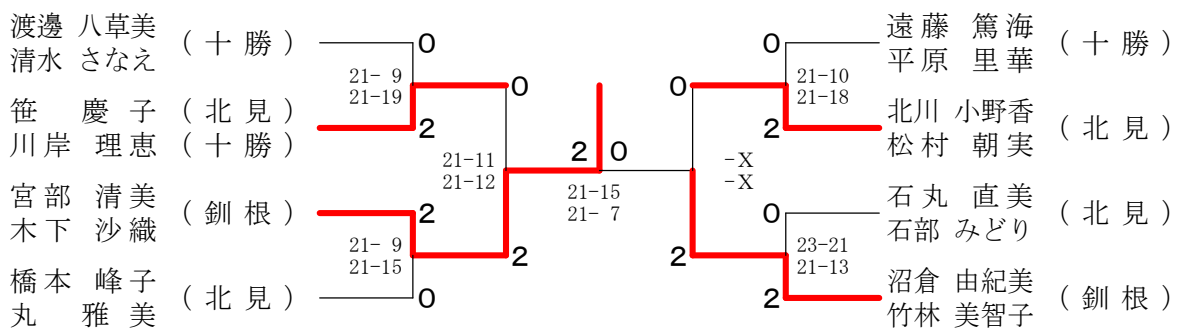 渡邊 八草美
清水 さなえ
( 十 勝 )
笹 慶 子 ( 北 見 )
川岸 理恵 ( 十 勝 )
宮部 清美
木下 沙織
( 釧 根 )
橋本 峰子
丸 雅 美
( 北 見 )
0
21- 9
21-19
2
0
21-11
21-12
2
21- 9
21-15
0
2
2 0
21-15
21- 7
0
-X
-X
2
0
21-10
21-18
2
0
23-21
21-13
2
遠藤 篤海
平原 里華
( 十 勝 )
北川 小野香
松村 朝実
( 北 見 )
石丸 直美
石部 みどり
( 北 見 )
沼倉 由紀美
竹林 美智子
( 釧 根 )